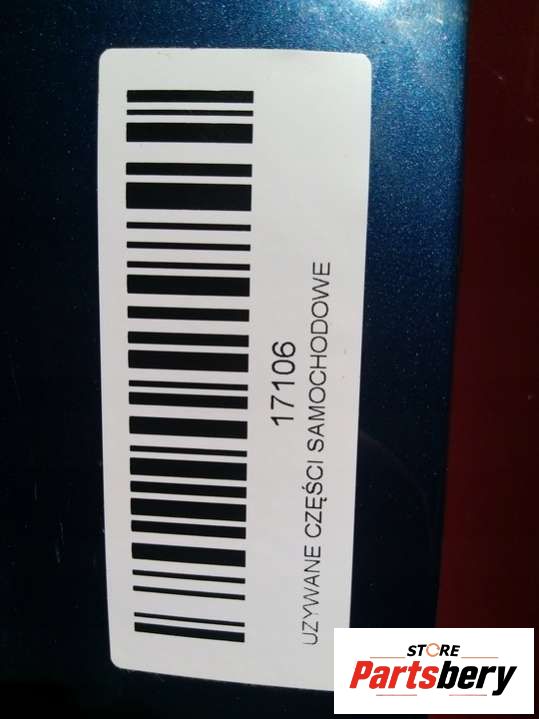 17106
UZYWANE CZĘŚCI SAMOCHODOWE
STORE
Partsbery